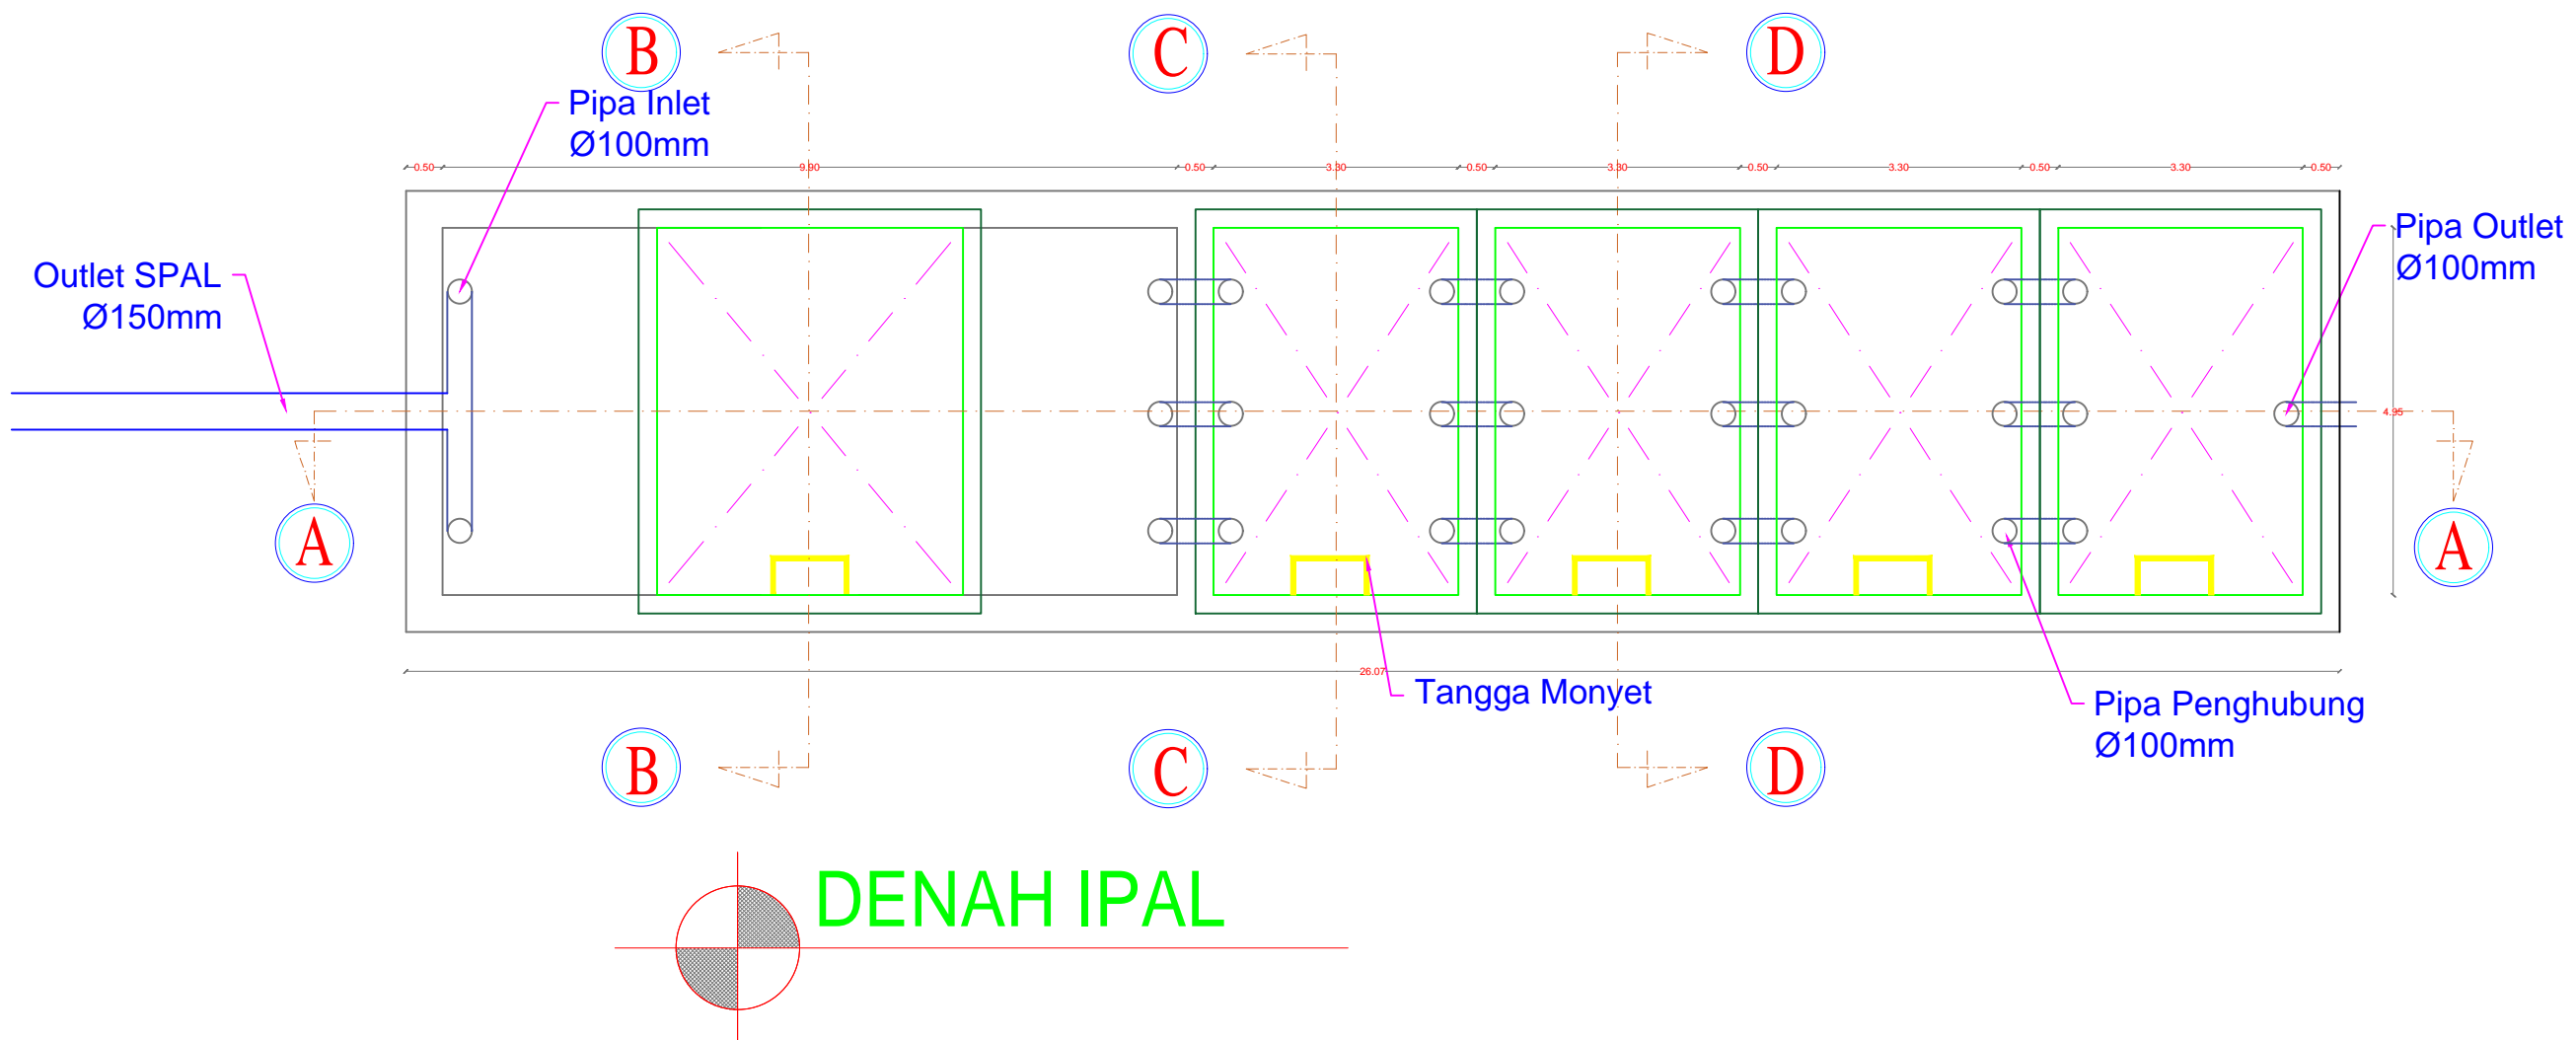 B
C
D
Pipa Inlet
Ø100mm
0.50
9.90
0.50
3.30
0.50
3.30
0.50
3.30
0.50
3.30
0.50
Pipa Outlet
Ø100mm
Outlet SPAL
Ø150mm
4.95
A
A
26.07
Tangga Monyet
Pipa Penghubung
Ø100mm
B
C
D
DENAH IPAL